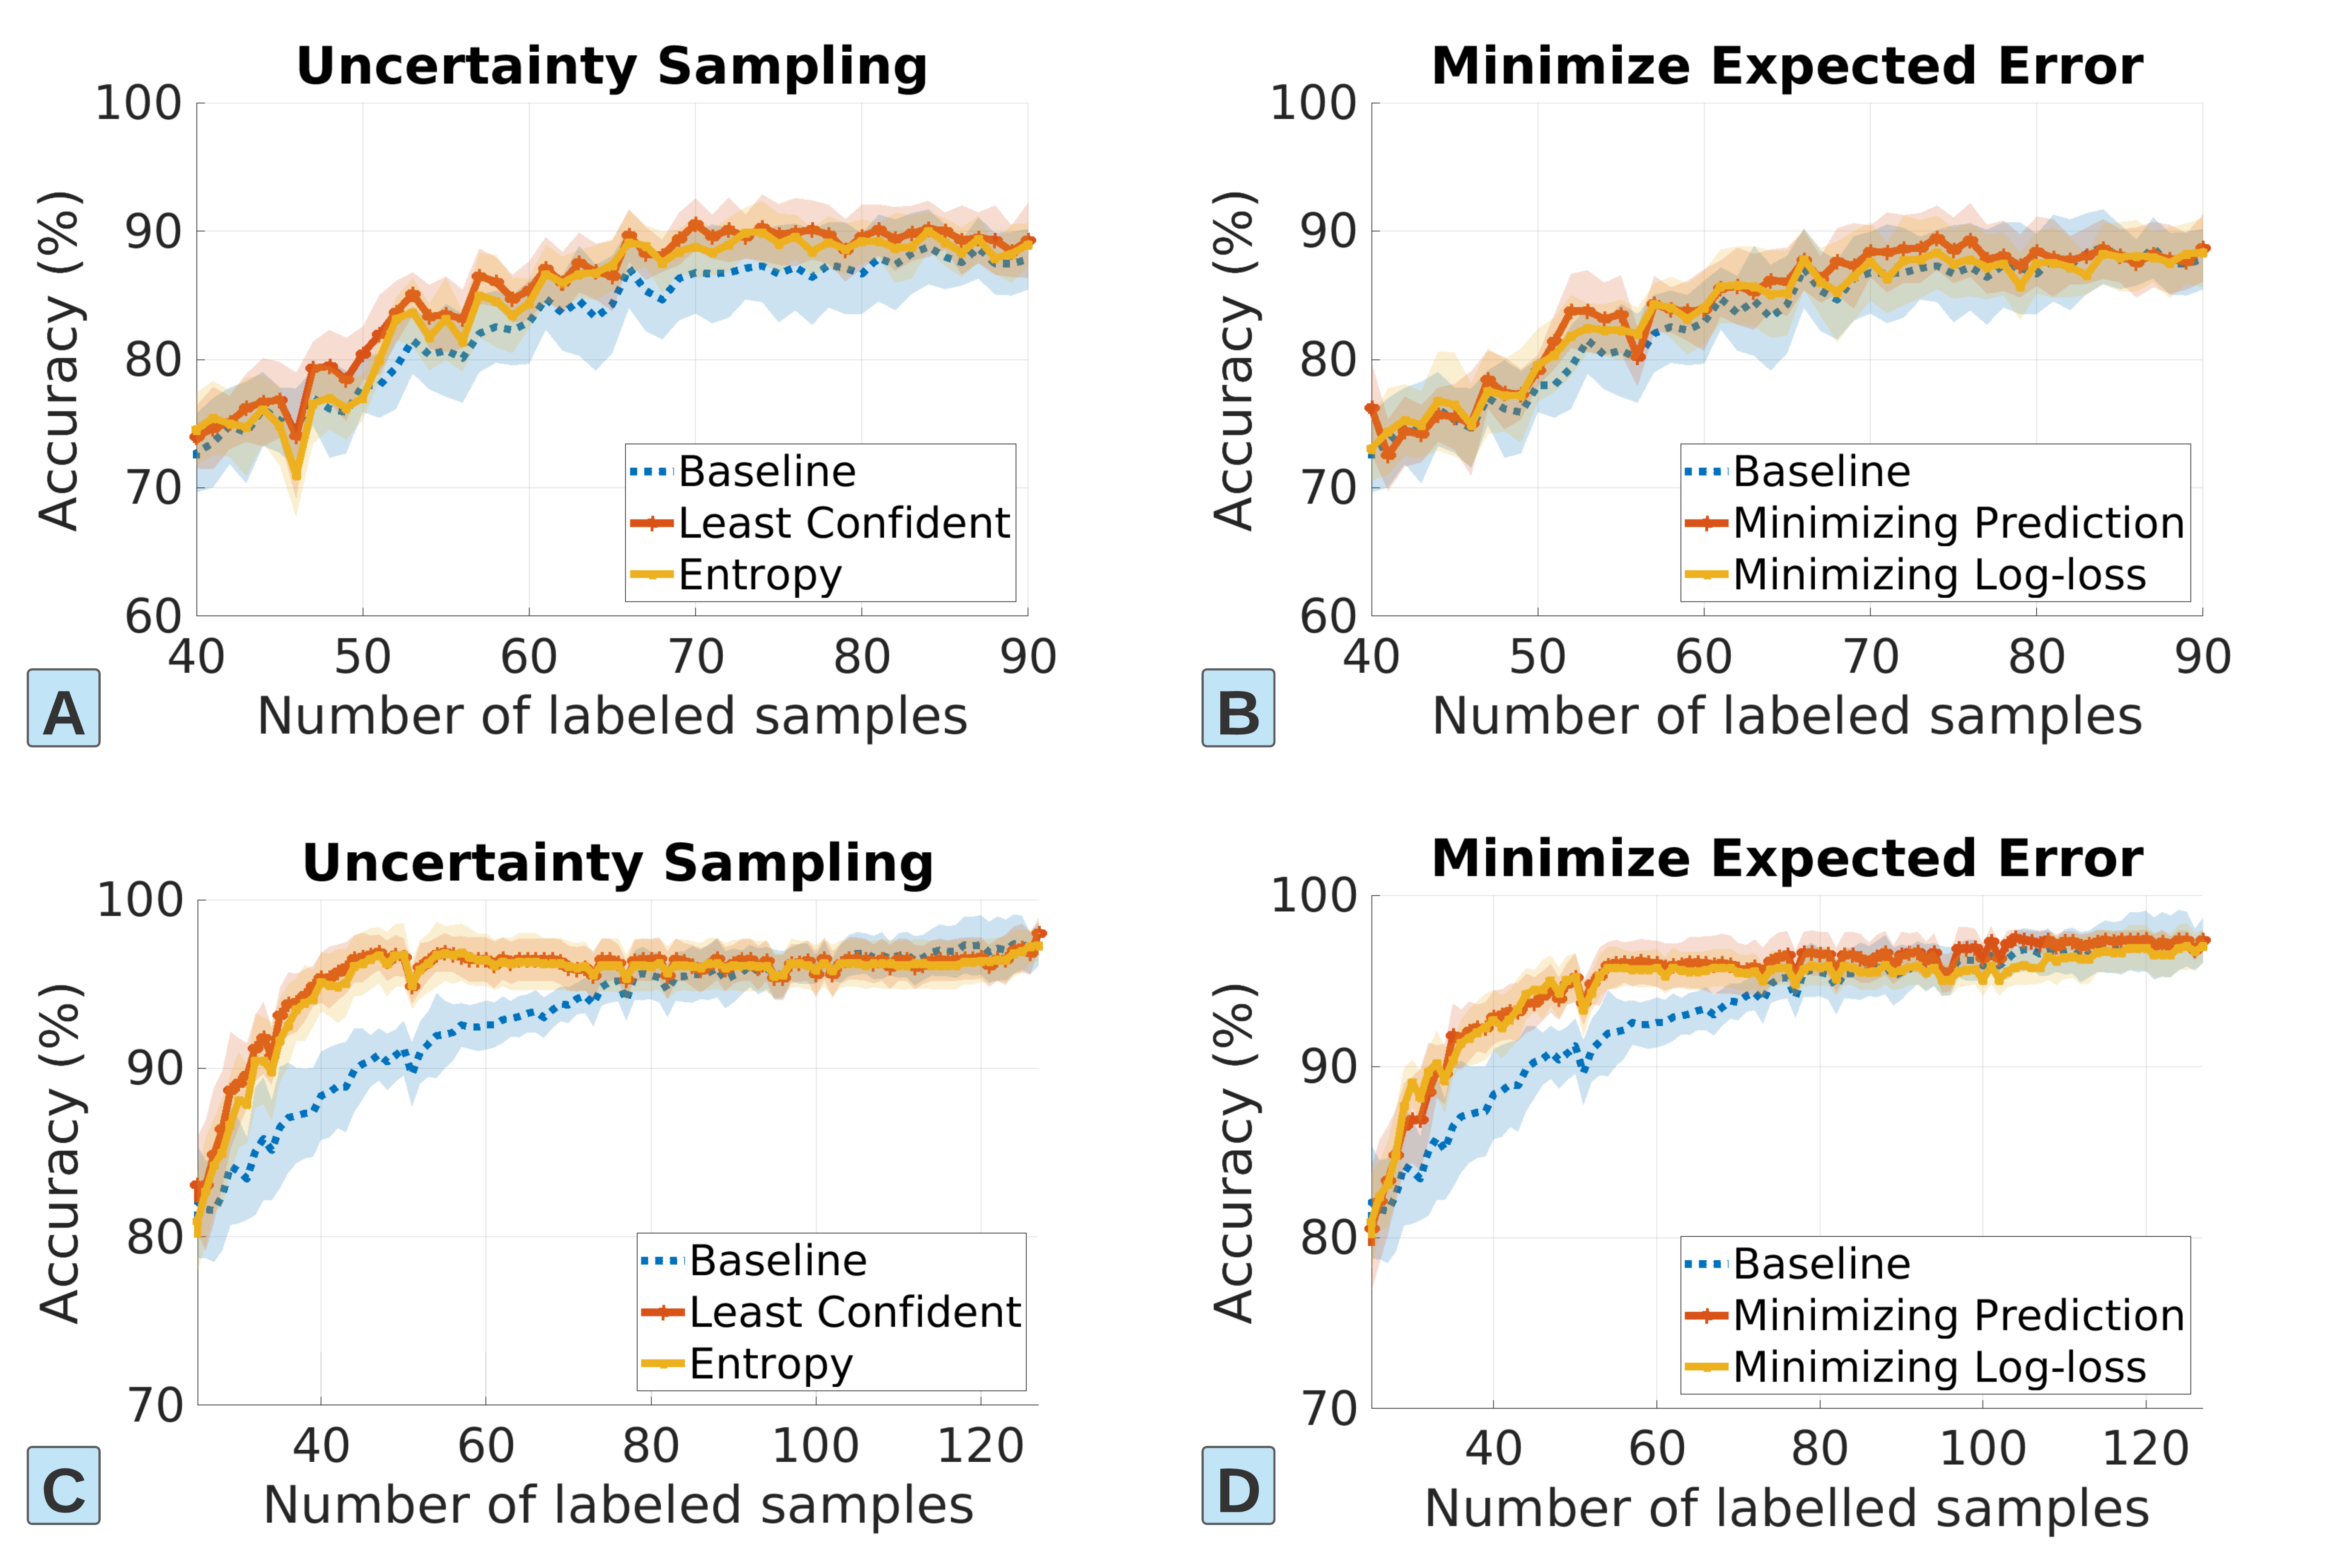 Uncertainty Sampling
100
90
80
70
60
Accuracy (%)
40 50 60 70 80 90
Number of labeled samples
Baseline
Least Confident
Entropy
A
Minimize Expected Error
100
90
80
70
60
Accuracy (%)
40 50 60 70 80 90
Number of labeled samples
Baseline
Minimizing Prediction
Minimizing Log-loss
B
Uncertainty Sampling
100
90
80
70
Accuracy (%)
40 60 80 100 120
Number of labeled samples
Baseline
Least Confident
Entropy
C
Minimize Expected Error
100
90
80
70
Accuracy (%)
40 60 80 100 120
Number of labelled samples
Baseline
Minimizing Prediction
Minimizing Log-loss
D